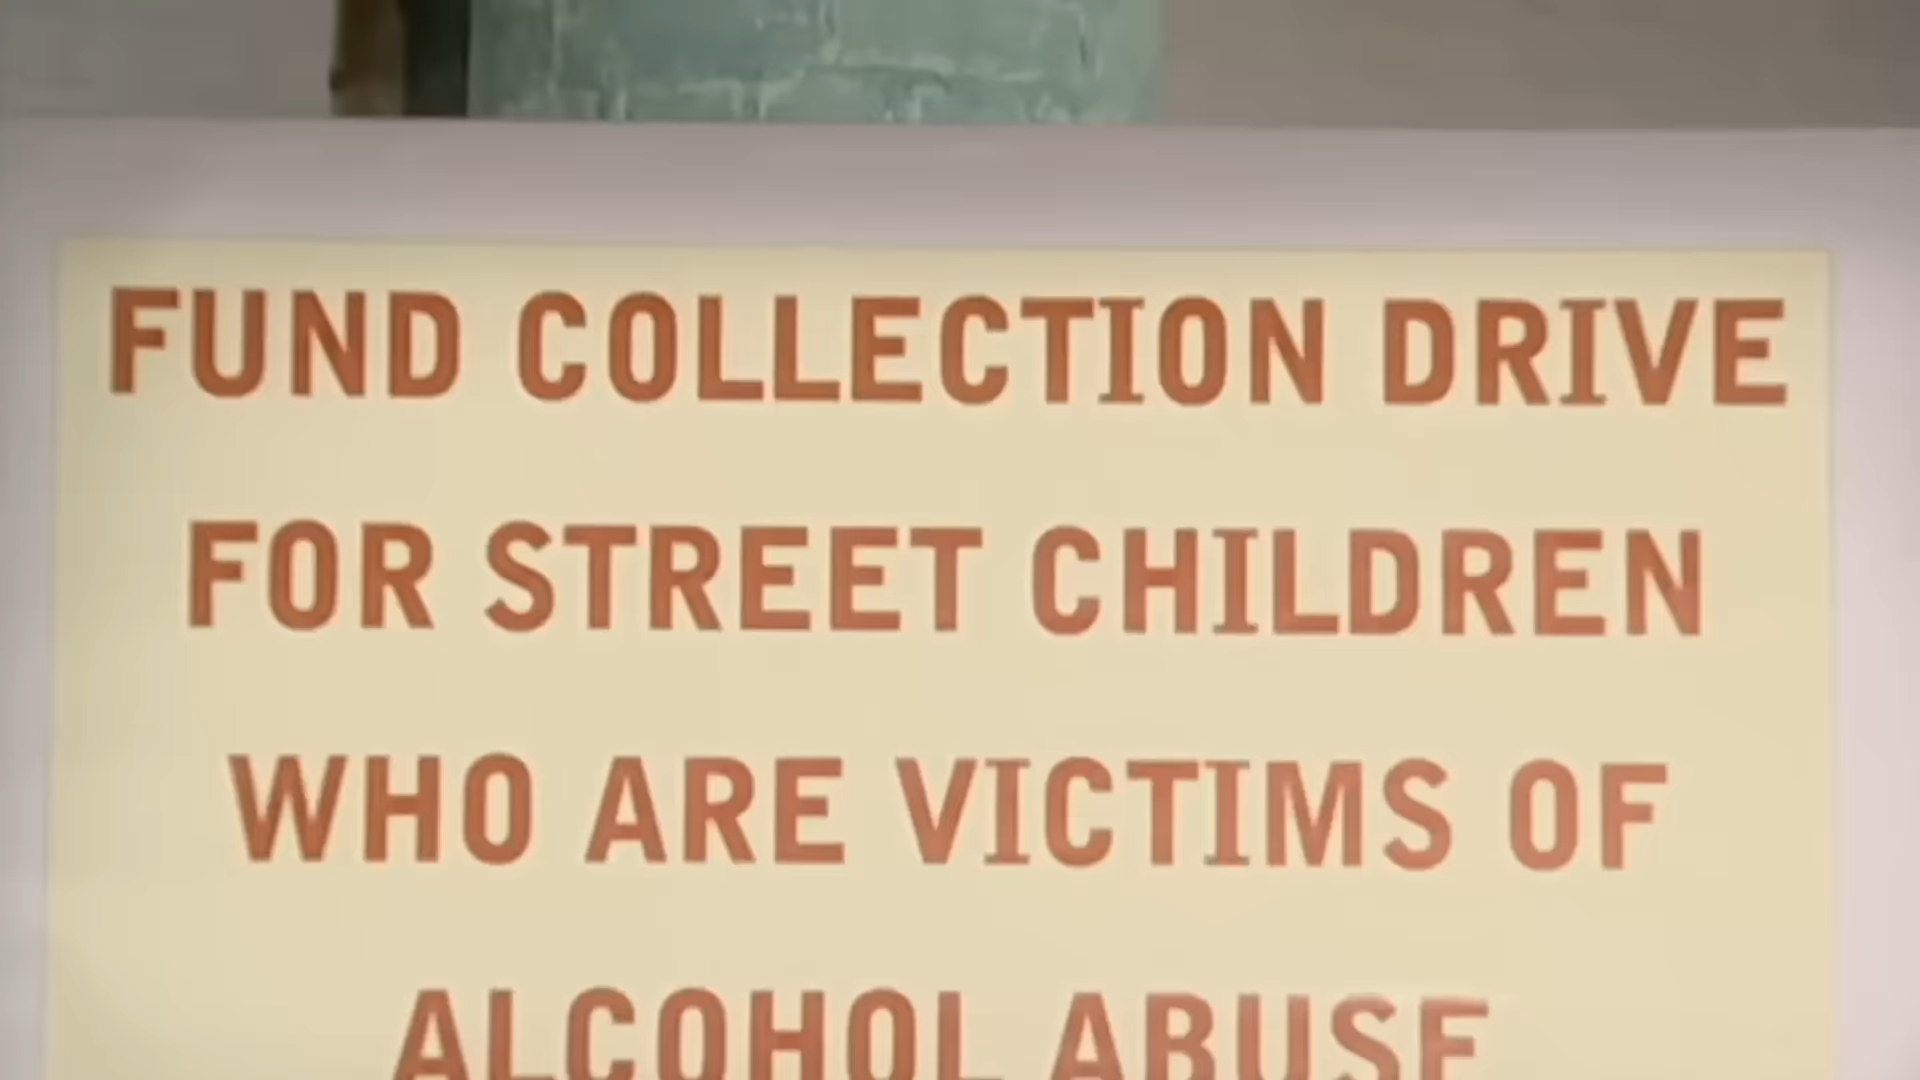 FUND COLLECTION DRIVE
FOR STREET CHILDREN
WHO ARE VICTIMS OF
ALCOHOL ABUSE